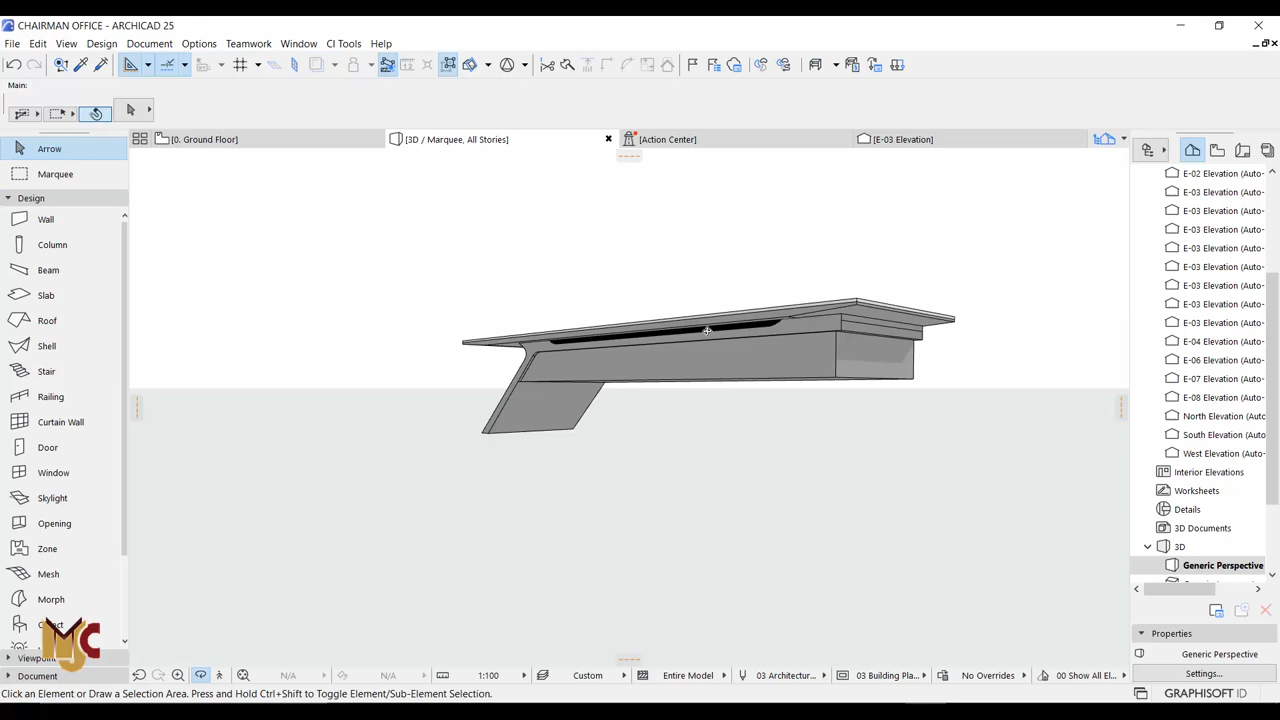 CHAIRMAN OFFICE - ARCHICAD 25
File Edit View Design Document Options Teamwork Window CI Tools Help
Main:
[0. Ground Floor]
[3D / Marquee, All Stories]
[Action Center]
[E-03 Elevation]
Arrow
Marquee
Design
Wall
Column
Beam
Slab
Roof
Shell
Stair
Railing
Curtain Wall
Door
Window
Skylight
Opening
Zone
Mesh
Morph
Document
E-02 Elevation (Auto-
E-03 Elevation (Auto-
E-03 Elevation (Auto-
E-03 Elevation (Auto-
E-03 Elevation (Auto-
E-03 Elevation (Auto-
E-03 Elevation (Auto-
E-03 Elevation (Auto-
E-03 Elevation (Auto-
E-04 Elevation (Auto-
E-06 Elevation (Auto-
E-07 Elevation (Auto-
E-08 Elevation (Auto-
North Elevation (Auto-
South Elevation (Auto-
West Elevation (Auto-
Interior Elevations
Worksheets
Details
3D Documents
3D
Generic Perspective
Properties
Generic Perspective
Settings...
N/A N/A 1:100 Custom Entire Model 03 Architectur... 03 Building Pla... No Overrides 00 Show All El...
Click an Element or Draw a Selection Area. Press and Hold Ctrl+Shift to Toggle Element/Sub-Element Selection.
GRAPHISOFT ID
MJC